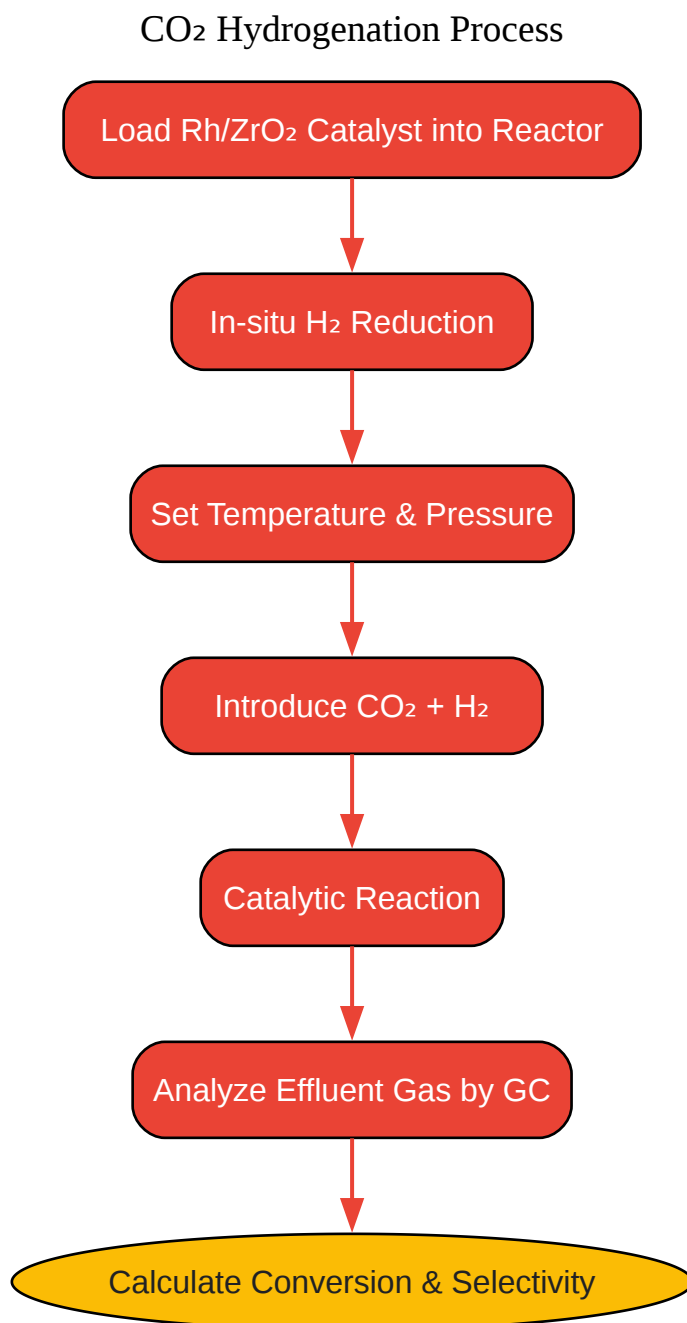 CO₂ Hydrogenation Process
Load Rh/ZrO₂ Catalyst into Reactor
In-situ H₂ Reduction
Set Temperature & Pressure
Introduce CO₂ + H₂
Catalytic Reaction
Analyze Effluent Gas by GC
Calculate Conversion & Selectivity